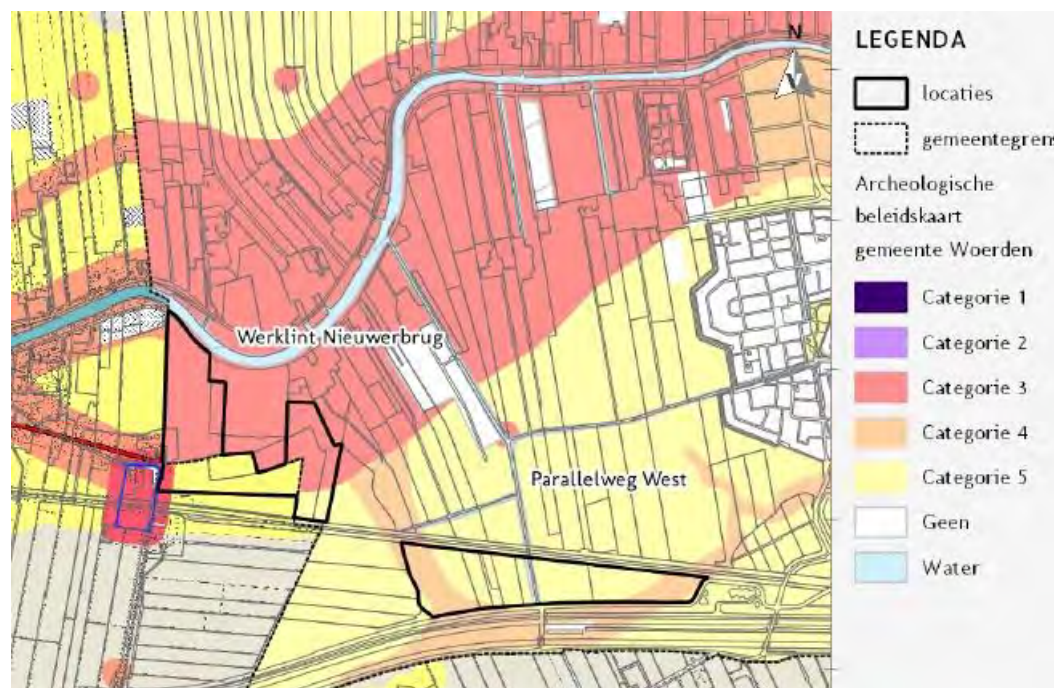 N
Werklint Nieuwerbrug
Parallelweg West
LEGENDA
locaties
gemeentegren
Archeologische
beleidskaart
gemeente Woerden
Categorie 1
Categorie 2
Categorie 3
Categorie 4
Categorie 5
Geen
Water